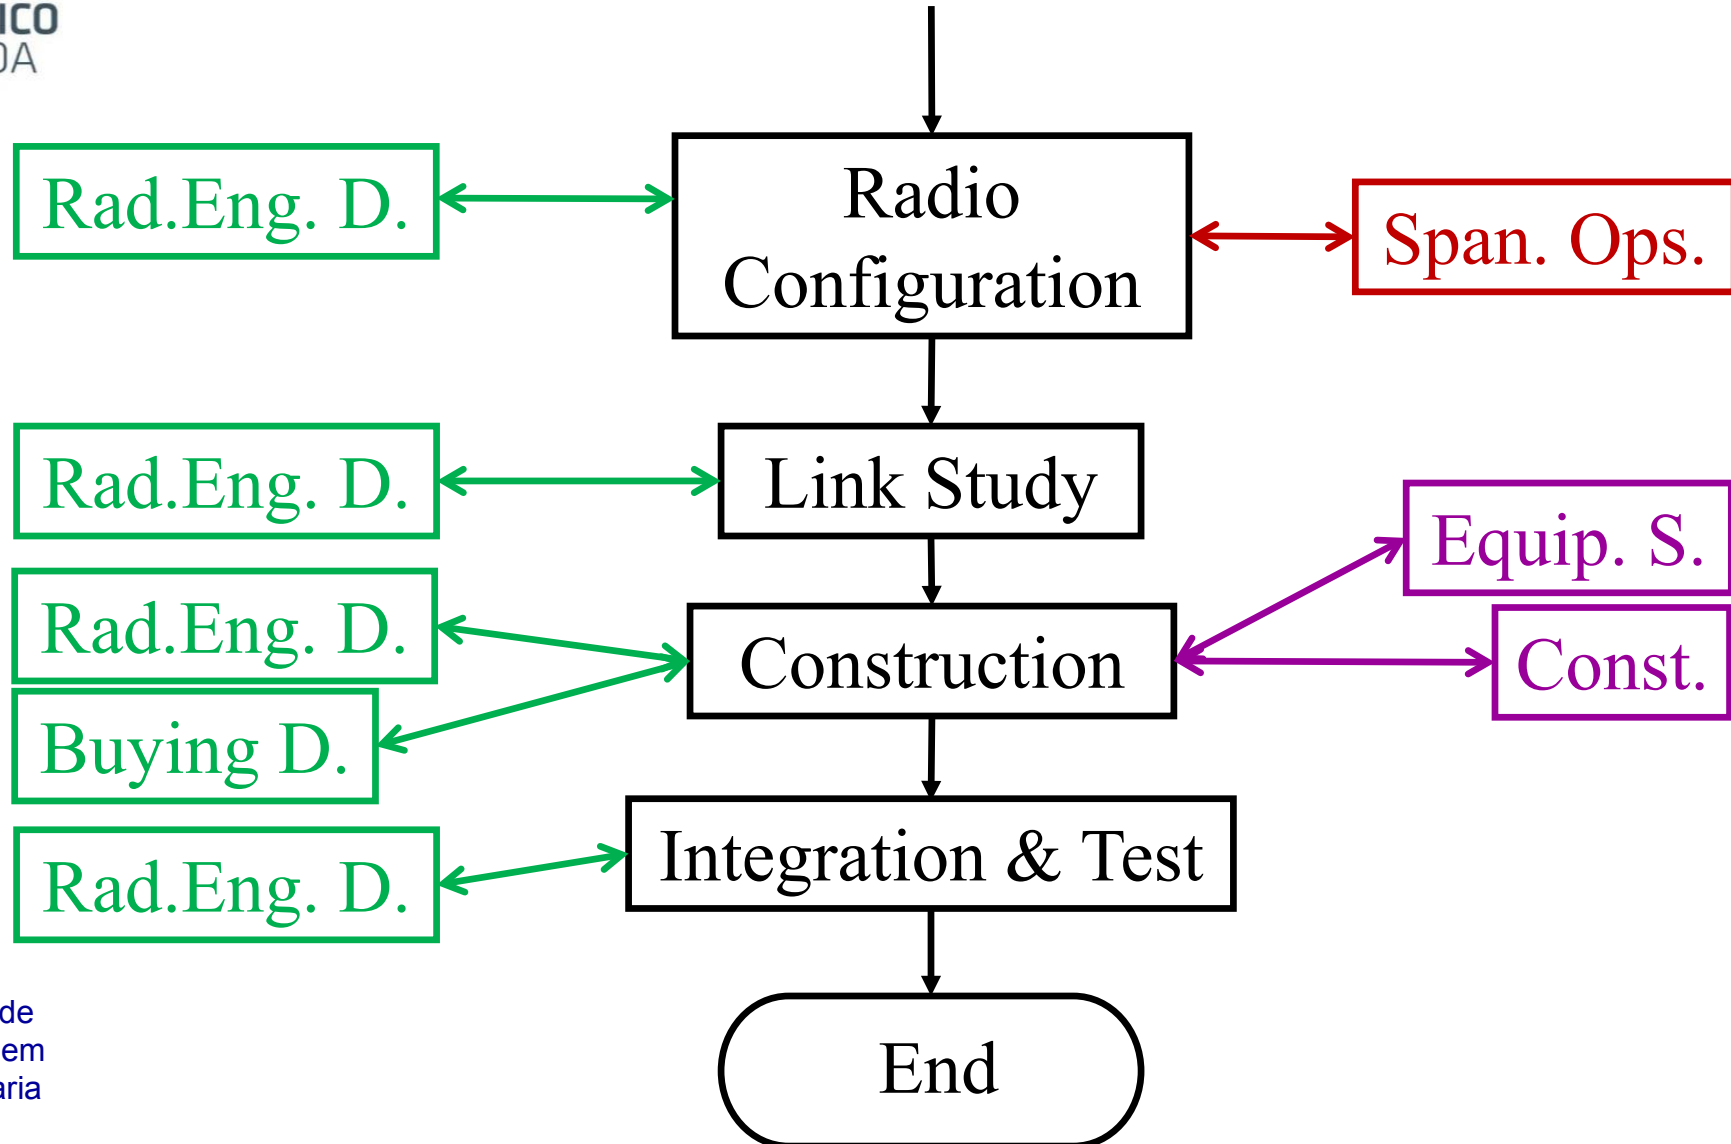 ICO
DA
Rad.Eng. D.
Radio
Configuration
Span. Ops.
Rad.Eng. D.
Link Study
Equip. S.
Rad.Eng. D.
Construction
Const.
Buying D.
Integration & Test
Rad.Eng. D.
de
em
aria
End